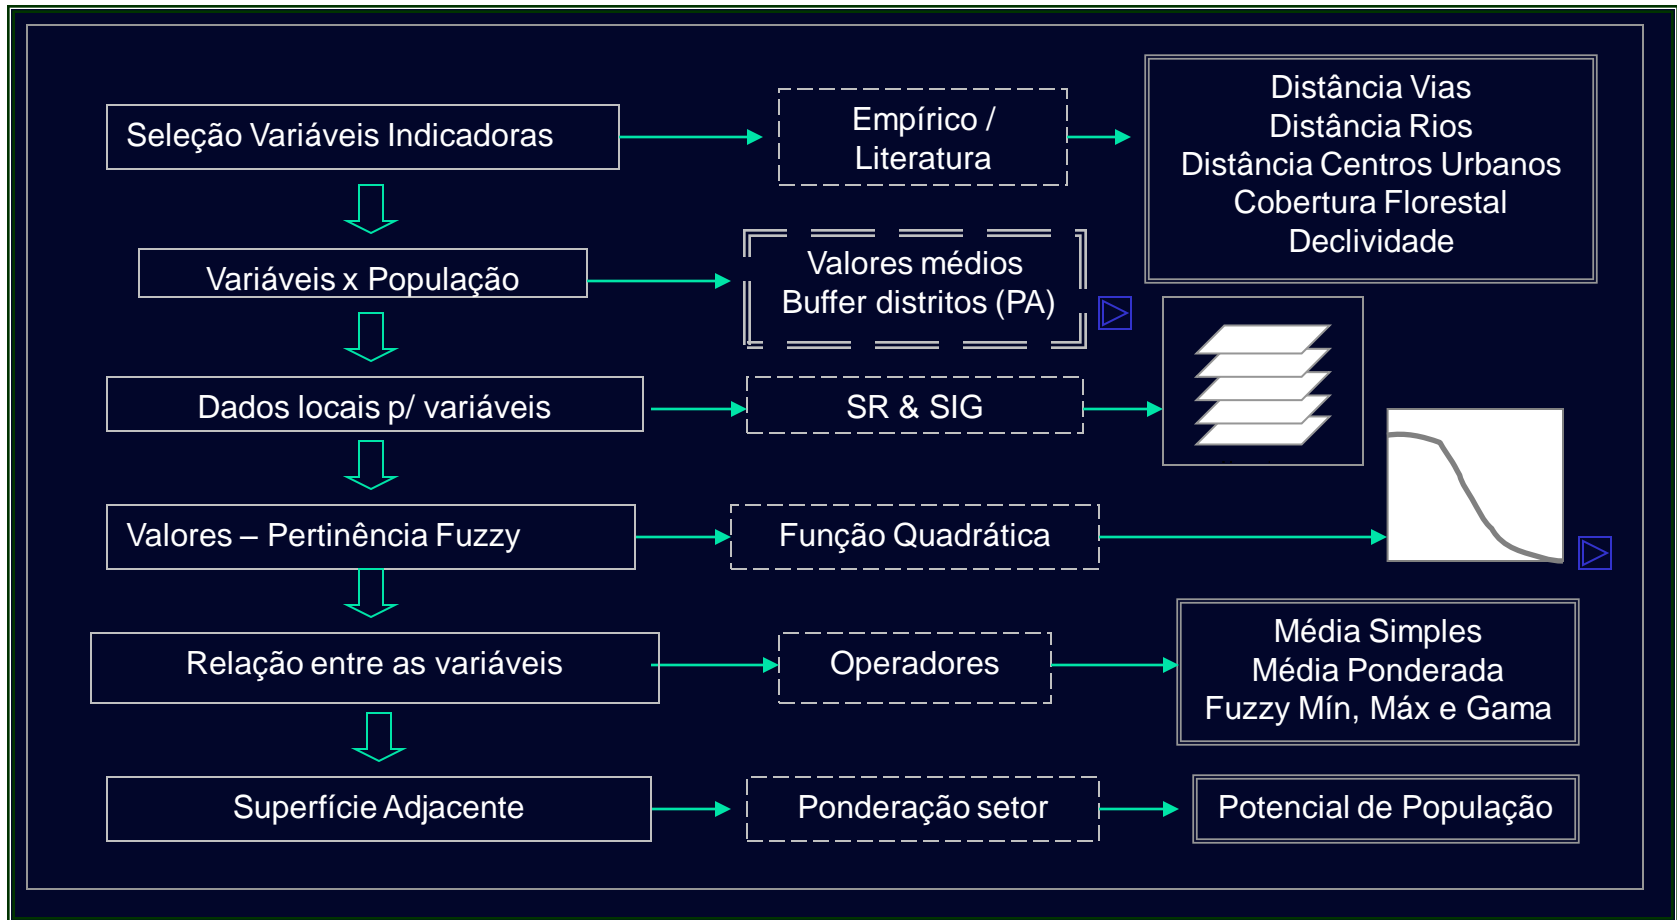 Seleção Variáveis Indicadoras
Empírico /
Literatura
Distância Vias
Distância Rios
Distância Centros Urbanos
Cobertura Florestal
Declividade
Variáveis x População
Valores médios
Buffer distritos (PA)
Dados locais p/ variáveis
SR & SIG
Valores – Pertinência Fuzzy
Função Quadrática
Relação entre as variáveis
Operadores
Média Simples
Média Ponderada
Fuzzy Mín, Máx e Gama
Superfície Adjacente
Ponderação setor
Potencial de População